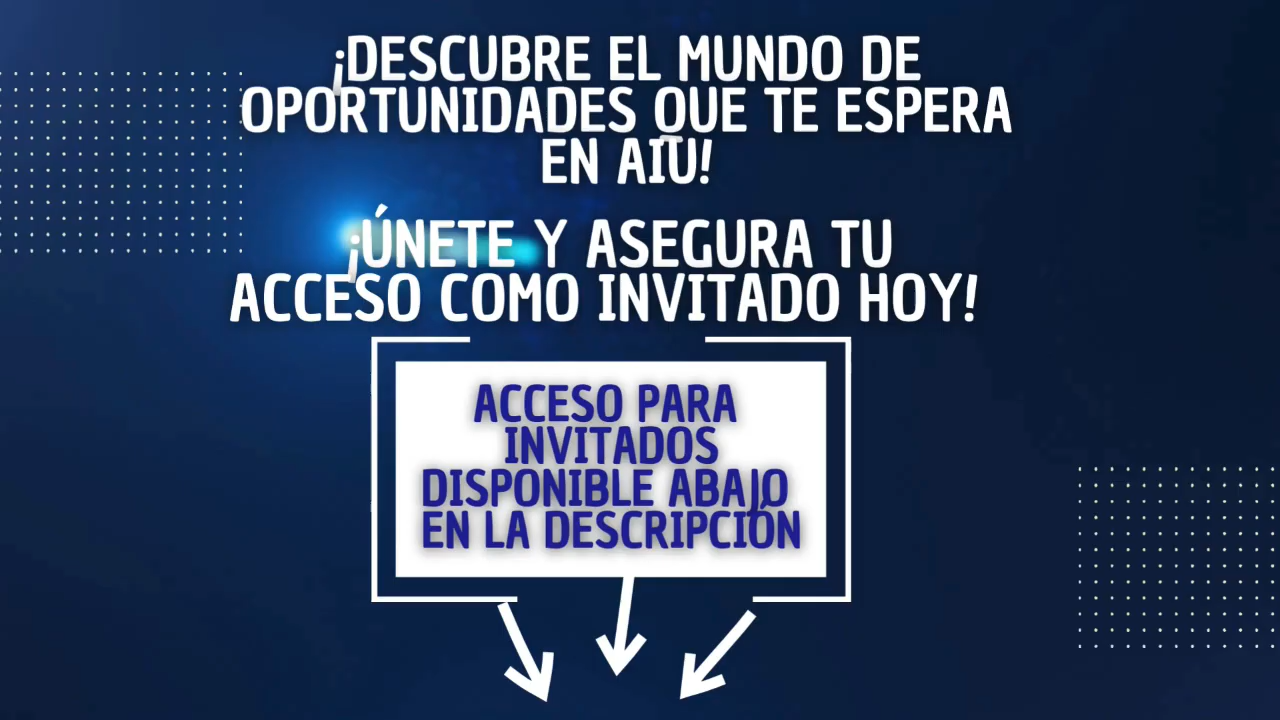 ¡DESCUBRE EL MUNDO DE
OPORTUNIDADES QUE TE ESPERA
EN AIU!
¡ÚNETE Y ASEGURA TU
ACCESO COMO INVITADO HOY!
ACCESO PARA
INVITADOS
DISPONIBLE ABAJO
EN LA DESCRIPCIÓN